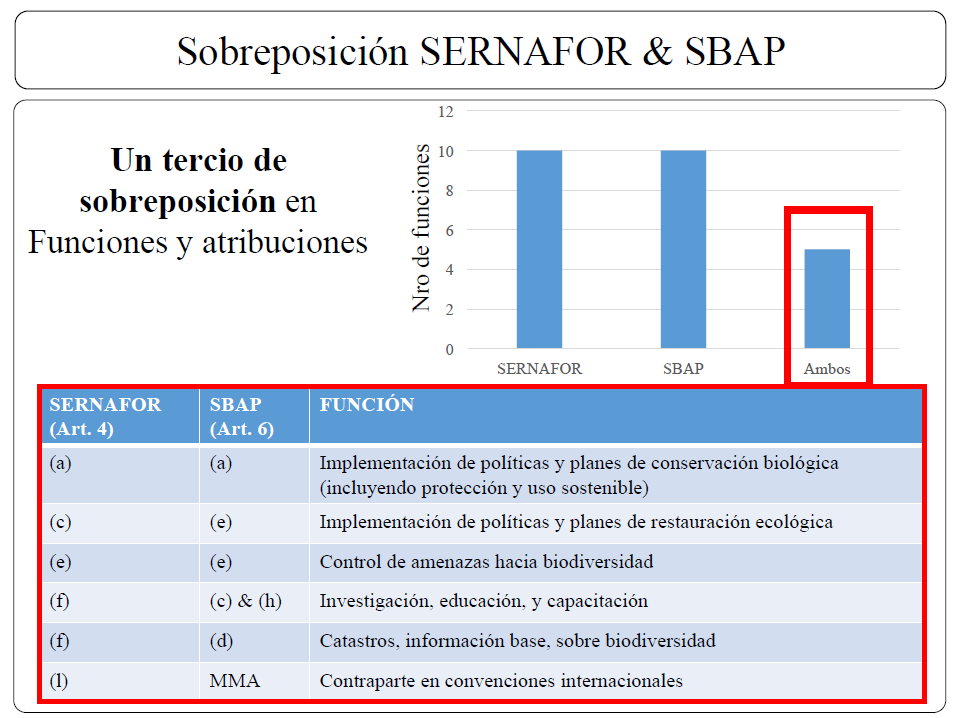 Sobreposición SERNAFOR & SBAP
Un tercio de
sobreposición en
Funciones y atribuciones
Nro de funciones
12
10
8
6
4
2
0
SERNAFOR
SBAP
Ambos
SERNAFOR
(Art. 4)
SBAP
(Art. 6)
FUNCIÓN
(a)
(a)
Implementación de políticas y planes de conservación biológica
(incluyendo protección y uso sostenible)
(c)
(e)
Implementación de políticas y planes de restauración ecológica
(e)
(e)
Control de amenazas hacia biodiversidad
(f)
(c) & (h)
Investigación, educación, y capacitación
(f)
(d)
Catastros, información base, sobre biodiversidad
(l)
MMA
Contraparte en convenciones internacionales